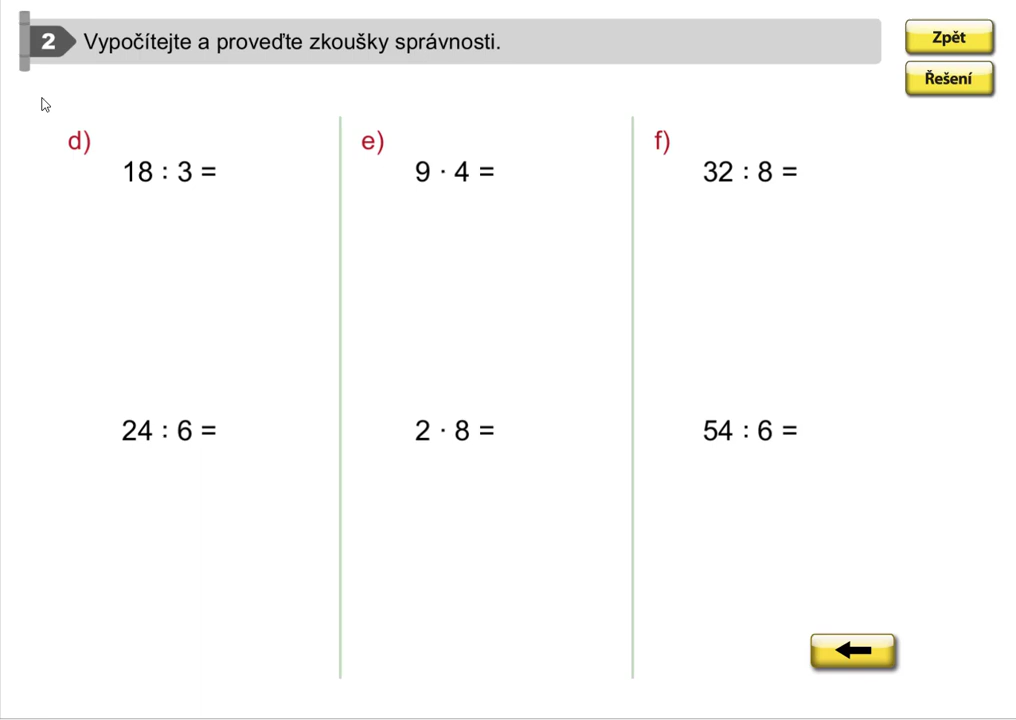 2 Vypočítejte a proveďte zkoušky správnosti.
Zpět
Řešení
d)
18 : 3 =
24 : 6 =
e)
9 · 4 =
2 · 8 =
f)
32 : 8 =
54 : 6 =